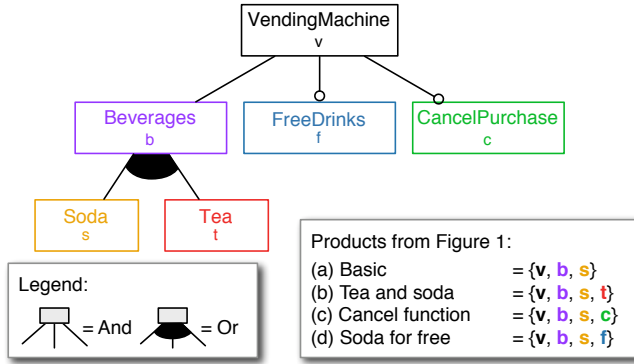 VendingMachine
v
Beverages
b
FreeDrinks
f
CancelPurchase
c
Soda
s
Tea
t
Legend:
= And
= Or
Products from Figure 1:
(a) Basic = {v, b, s}
(b) Tea and soda = {v, b, s, t}
(c) Cancel function = {v, b, s, c}
(d) Soda for free = {v, b, s, f}